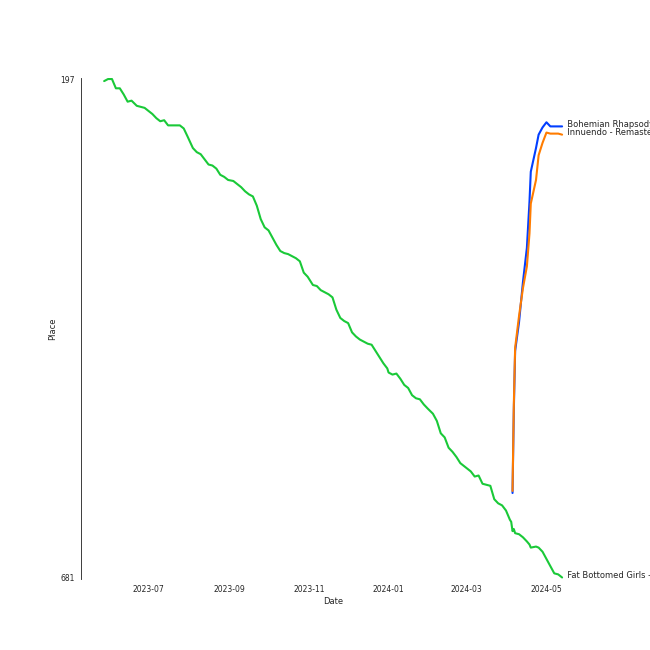 197
Bohemian Rhapsody
Innuendo - Remaste
Place
681
Fat Bottomed Girls -
2023-07
2023-09
2023-11
2024-01
2024-03
2024-05
Date